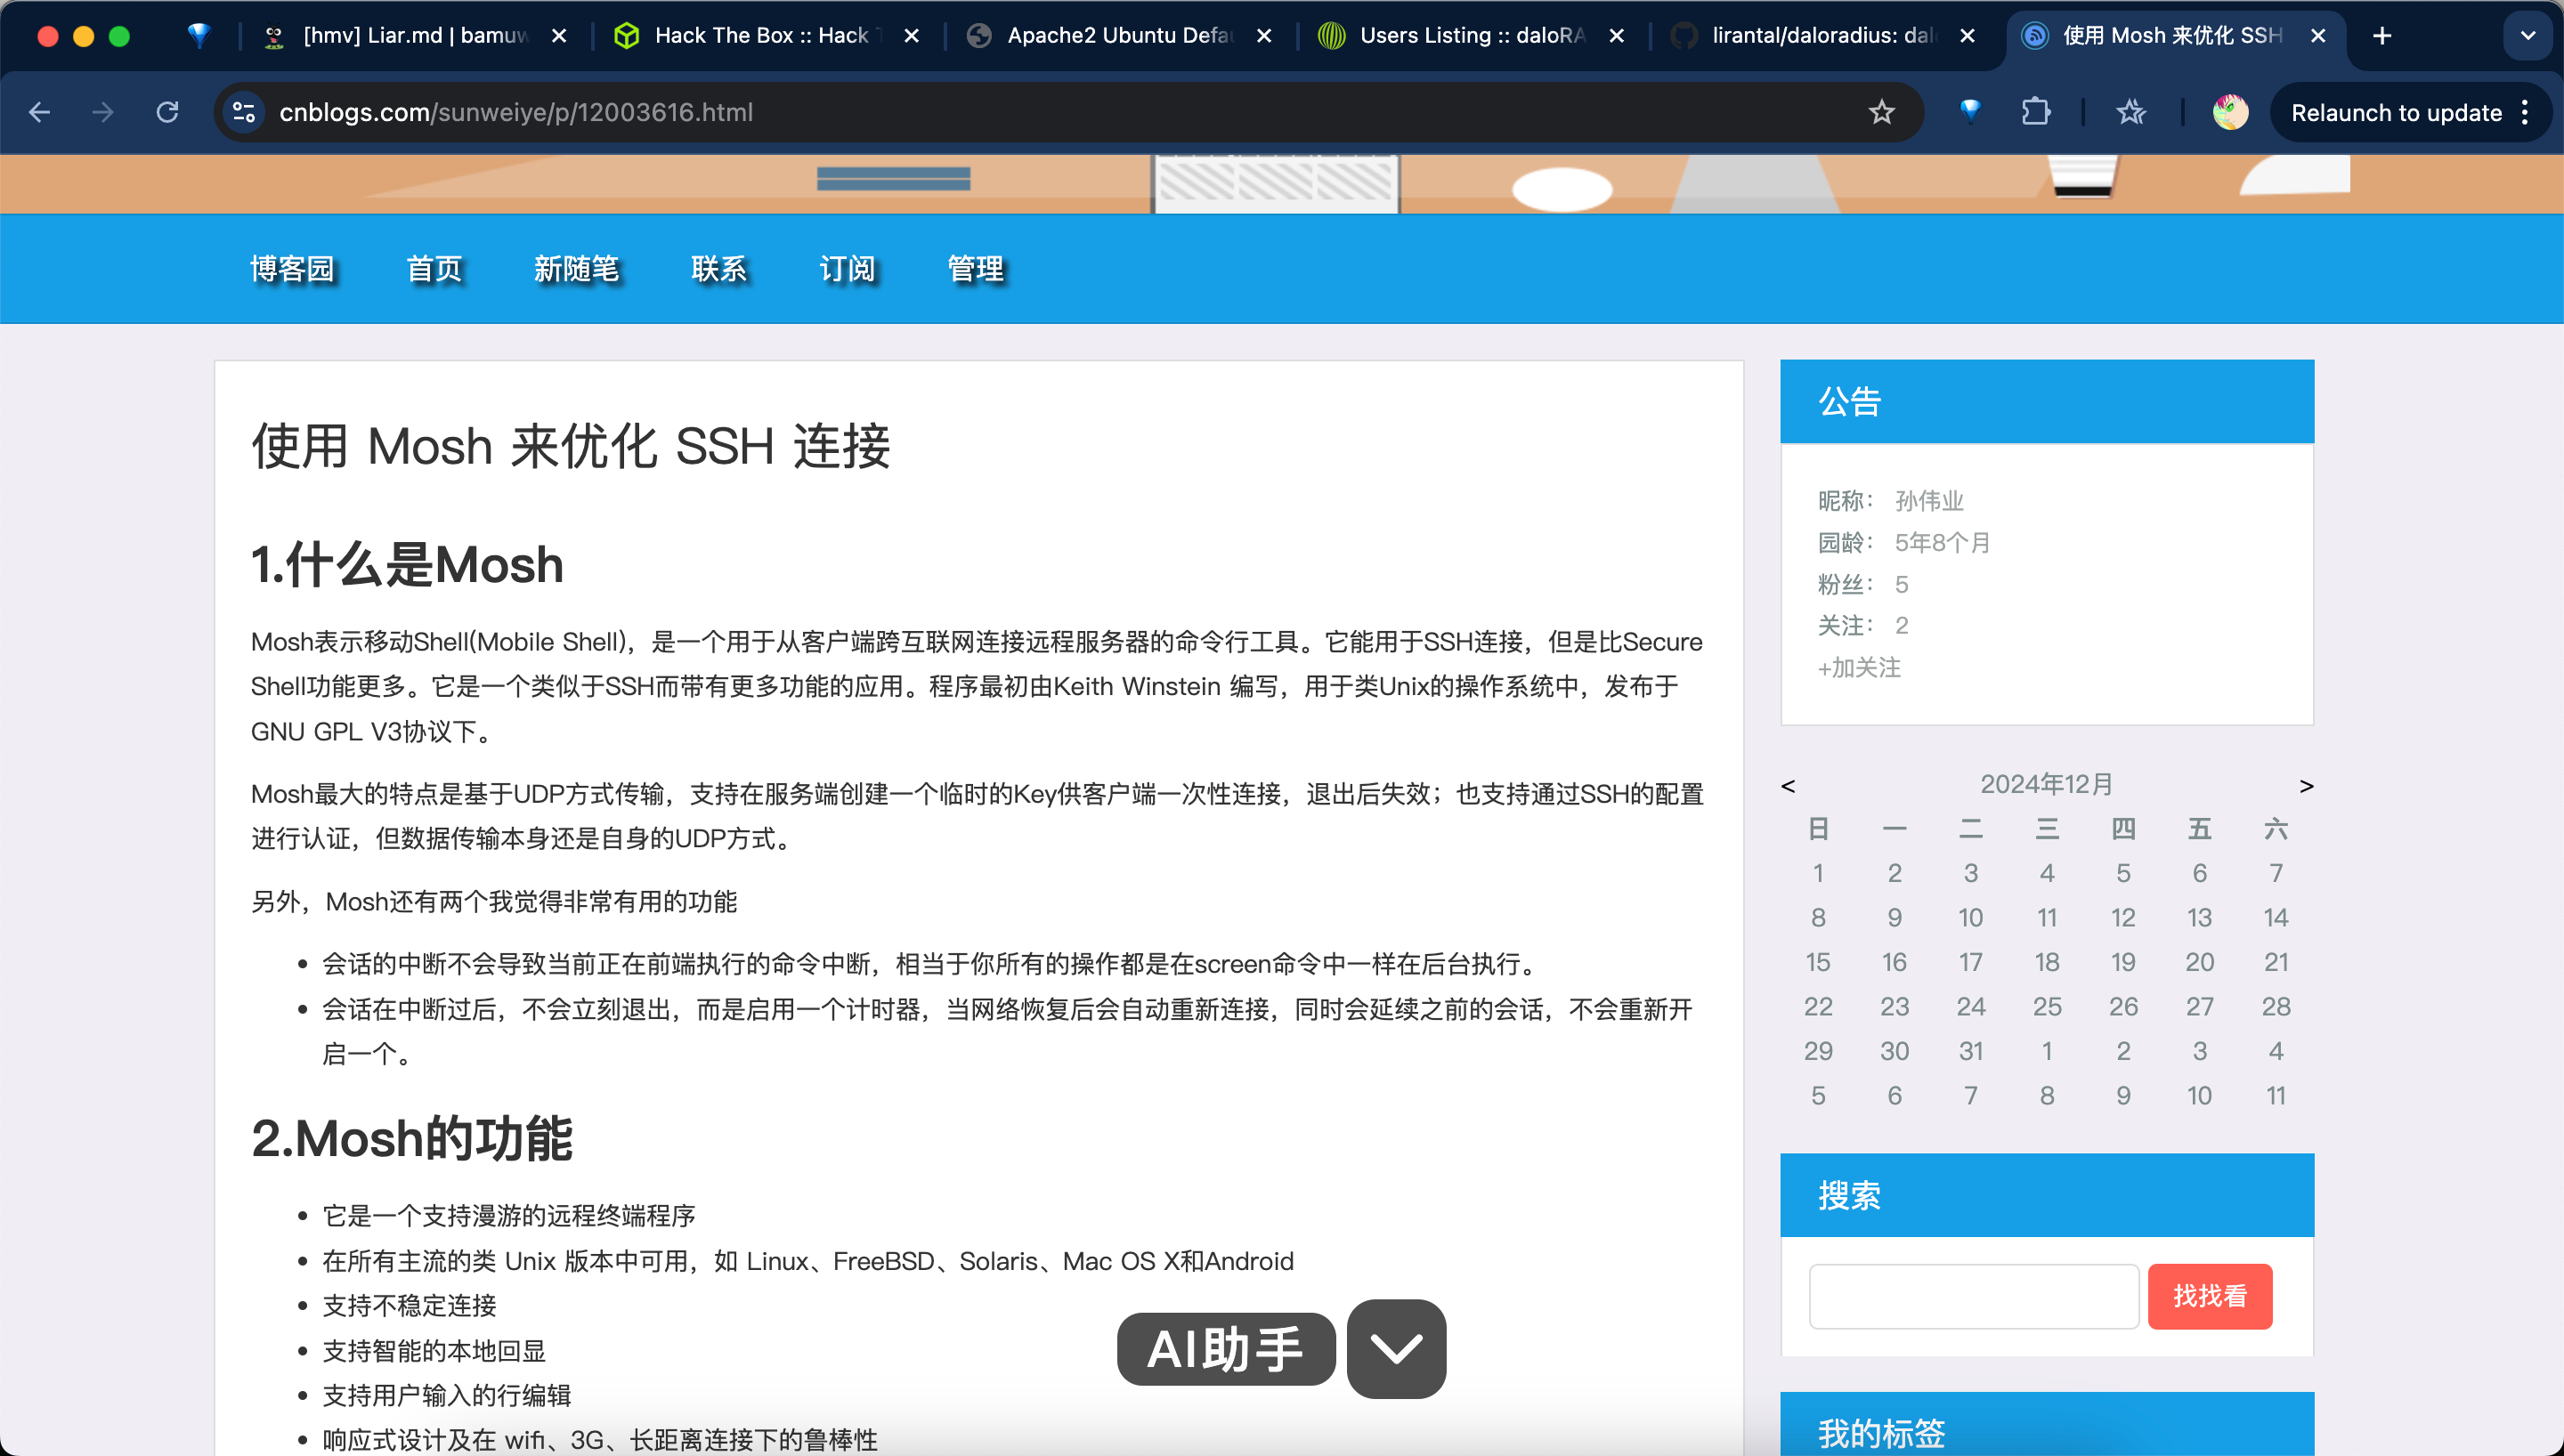 [hmv] Liar.md | bamuw
Hack The Box :: Hack T
Apache2 Ubuntu Defau
Users Listing :: daloRA
lirantal/daloradius: dal
使用 Mosh 来优化 SSH
cnblogs.com/sunweiye/p/12003616.html
Relaunch to update
博客园 首页 新随笔 联系 订阅 管理
使用 Mosh 来优化 SSH 连接
1.什么是Mosh
Mosh表示移动Shell(Mobile Shell)，是一个用于从客户端跨互联网连接远程服务器的命令行工具。它能用于SSH连接，但是比Secure
Shell功能更多。它是一个类似于SSH而带有更多功能的应用。程序最初由Keith Winstein 编写，用于类Unix的操作系统中，发布于
GNU GPL V3协议下。
Mosh最大的特点是基于UDP方式传输，支持在服务端创建一个临时的Key供客户端一次性连接，退出后失效；也支持通过SSH的配置
进行认证，但数据传输本身还是自身的UDP方式。
另外，Mosh还有两个我觉得非常有用的功能
• 会话的中断不会导致当前正在前端执行的命令中断，相当于你所有的操作都是在screen命令中一样在后台执行。
• 会话在中断过后，不会立刻退出，而是启用一个计时器，当网络恢复后会自动重新连接，同时会延续之前的会话，不会重新开
启一个。
2.Mosh的功能
• 它是一个支持漫游的远程终端程序
• 在所有主流的类 Unix 版本中可用，如 Linux、FreeBSD、Solaris、Mac OS X和Android
• 支持不稳定连接
• 支持智能的本地回显
• 支持用户输入的行编辑
• 响应式设计及在 wifi、3G、长距离连接下的鲁棒性
AI助手
公告
昵称： 孙伟业
园龄： 5年8个月
粉丝： 5
关注： 2
+加关注
< 2024年12月 >
日 一 二 三 四 五 六
1 2 3 4 5 6 7
8 9 10 11 12 13 14
15 16 17 18 19 20 21
22 23 24 25 26 27 28
29 30 31 1 2 3 4
5 6 7 8 9 10 11
搜索
找找看
我的标签